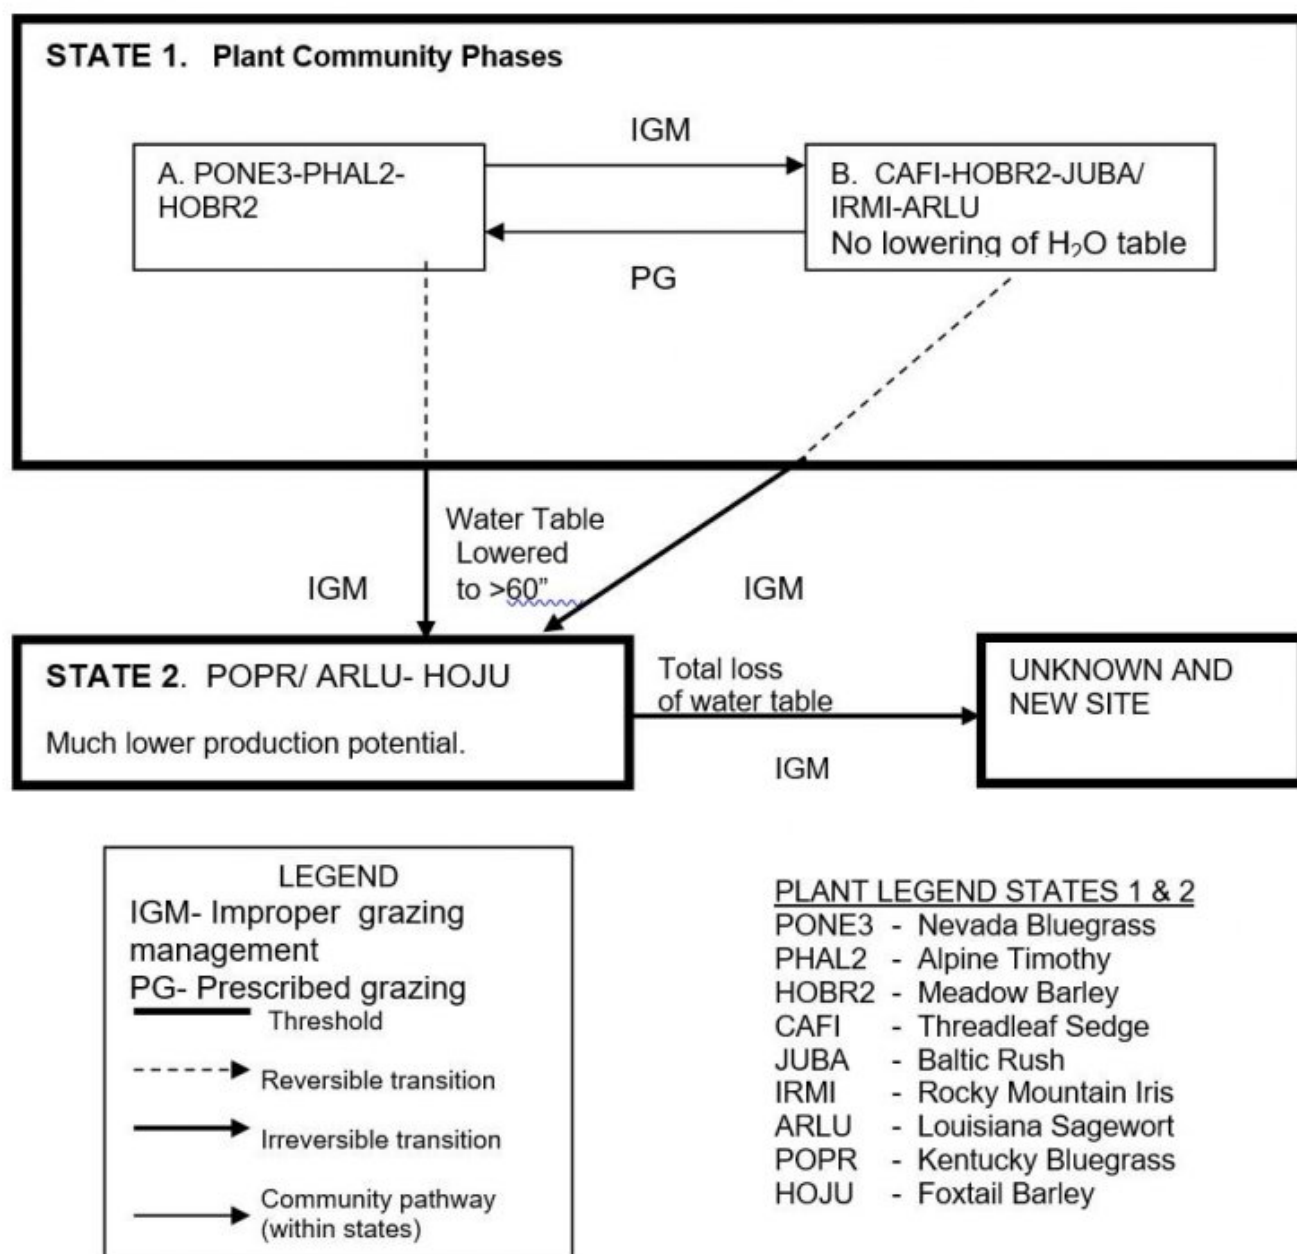 STATE 1. Plant Community Phases
IGM
A. PONE3-PHAL2-
HOBR2
B. CAFI-HOBR2-JUBA/
IRMI-ARLU
No lowering of H₂O table
PG
Water Table
Lowered
to >60”
IGM
IGM
STATE 2. POPR/ ARLU- HOJU
Much lower production potential.
Total loss
of water table
IGM
UNKNOWN AND
NEW SITE
LEGEND
IGM- Improper grazing
management
PG- Prescribed grazing
Threshold
Reversible transition
Irreversible transition
Community pathway
(within states)
PLANT LEGEND STATES 1 & 2
PONE3 - Nevada Bluegrass
PHAL2 - Alpine Timothy
HOBR2 - Meadow Barley
CAFI - Threadleaf Sedge
JUBA - Baltic Rush
IRMI - Rocky Mountain Iris
ARLU - Louisiana Sagewort
POPR - Kentucky Bluegrass
HOJU - Foxtail Barley